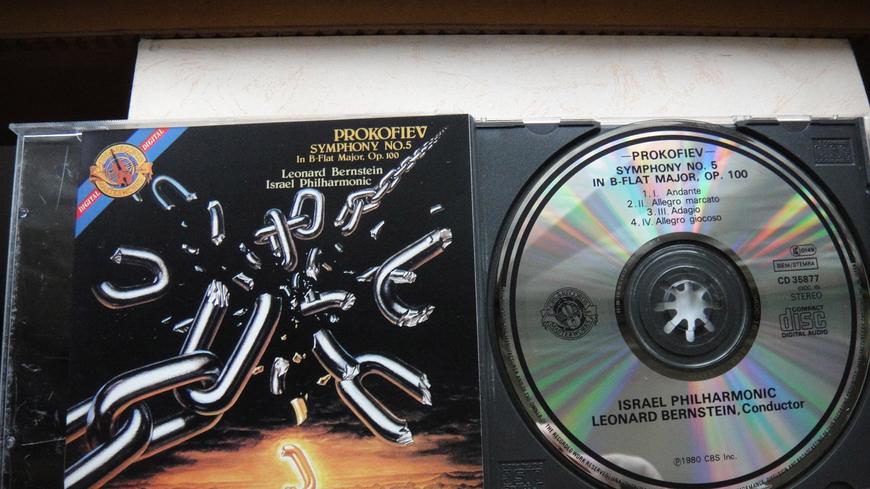 DIGITAL
DIGITAL
PROKOFIEV
SYMPHONY NO.5
In B-Flat Major, Op. 100
Leonard Bernstein
Israel Philharmonic
—PROKOFIEV—
SYMPHONY NO. 5
IN B-FLAT MAJOR, OP. 100
1. I. Andante
2. II. Allegro marcato
3. III. Adagio
4. IV. Allegro giocoso
BIEM/STEMRA
CD 35877
STEREO
COMPACT
disc
DIGITAL AUDIO
MASTERWORKS
ISRAEL PHILHARMONIC
LEONARD BERNSTEIN, Conductor
℗1980 CBS Inc.